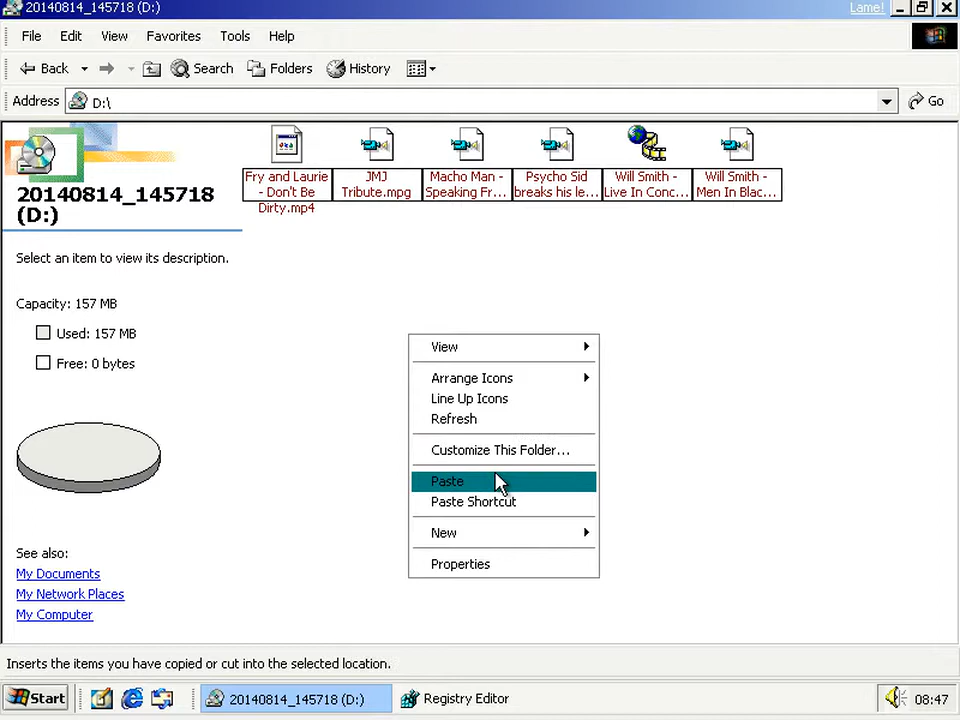 20140814_145718 (D:)
Lame!
File Edit View Favorites Tools Help
Back Search Folders History
Address D:\ Go
Fry and Laurie
- Don't Be
Dirty.mp4
JMJ
Tribute.mpg
Macho Man -
Speaking Fr...
Psycho Sid
breaks his le...
Will Smith -
Live In Conc...
Will Smith -
Men In Blac...
20140814_145718
(D:)
Select an item to view its description.
Capacity: 157 MB
Used: 157 MB
Free: 0 bytes
View
Arrange Icons
Line Up Icons
Refresh
Customize This Folder...
Paste
Paste Shortcut
New
Properties
See also:
My Documents
My Network Places
My Computer
Inserts the items you have copied or cut into the selected location.
Start 20140814_145718 (D:) Registry Editor 08:47